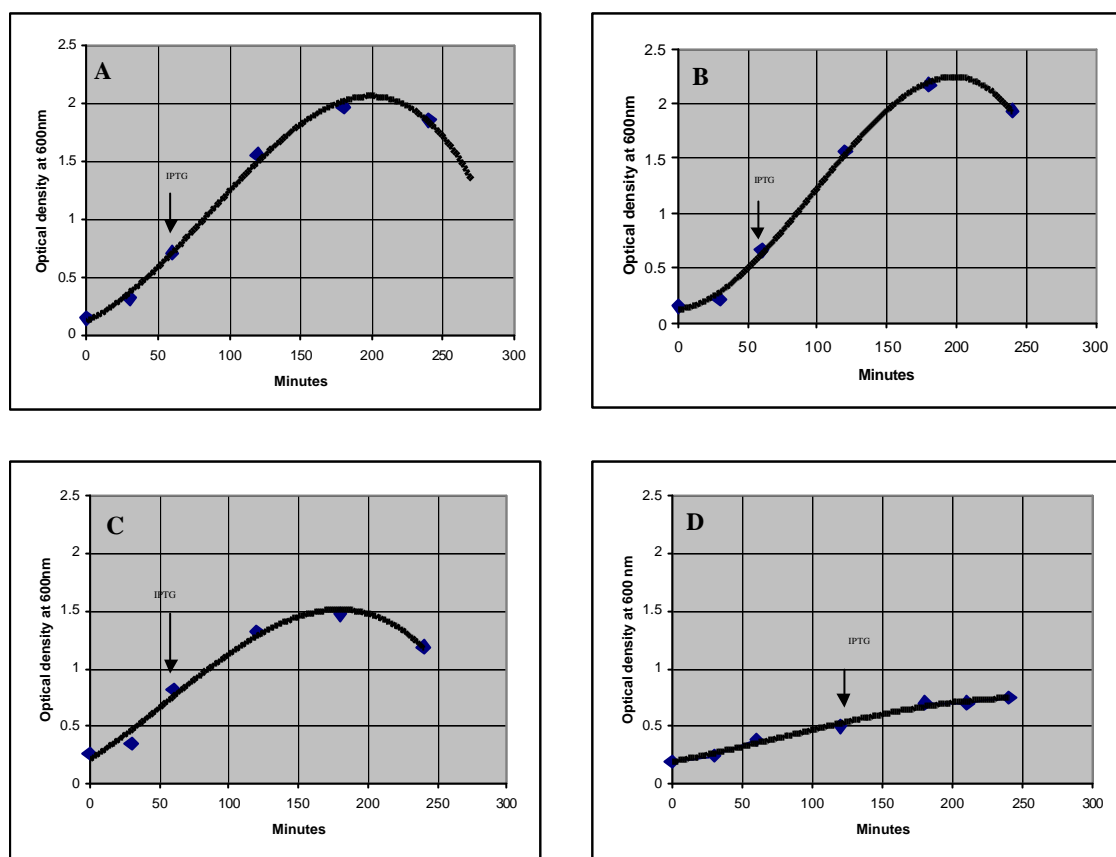 A
2.5
2
1.5
1
0.5
0
Optical density at 600nm
IPTG
0 50 100 150 200 250 300
Minutes
B
2.5
2
1.5
1
0.5
0
Optical density at 600nm
IPTG
0 50 100 150 200 250 300
Minutes
C
2.5
2
1.5
1
0.5
0
Optical density at 600nm
IPTG
0 50 100 150 200 250 300
Minutes
D
2.5
2
1.5
1
0.5
0
Optical density at 600 nm
IPTG
0 50 100 150 200 250 300
Minutes